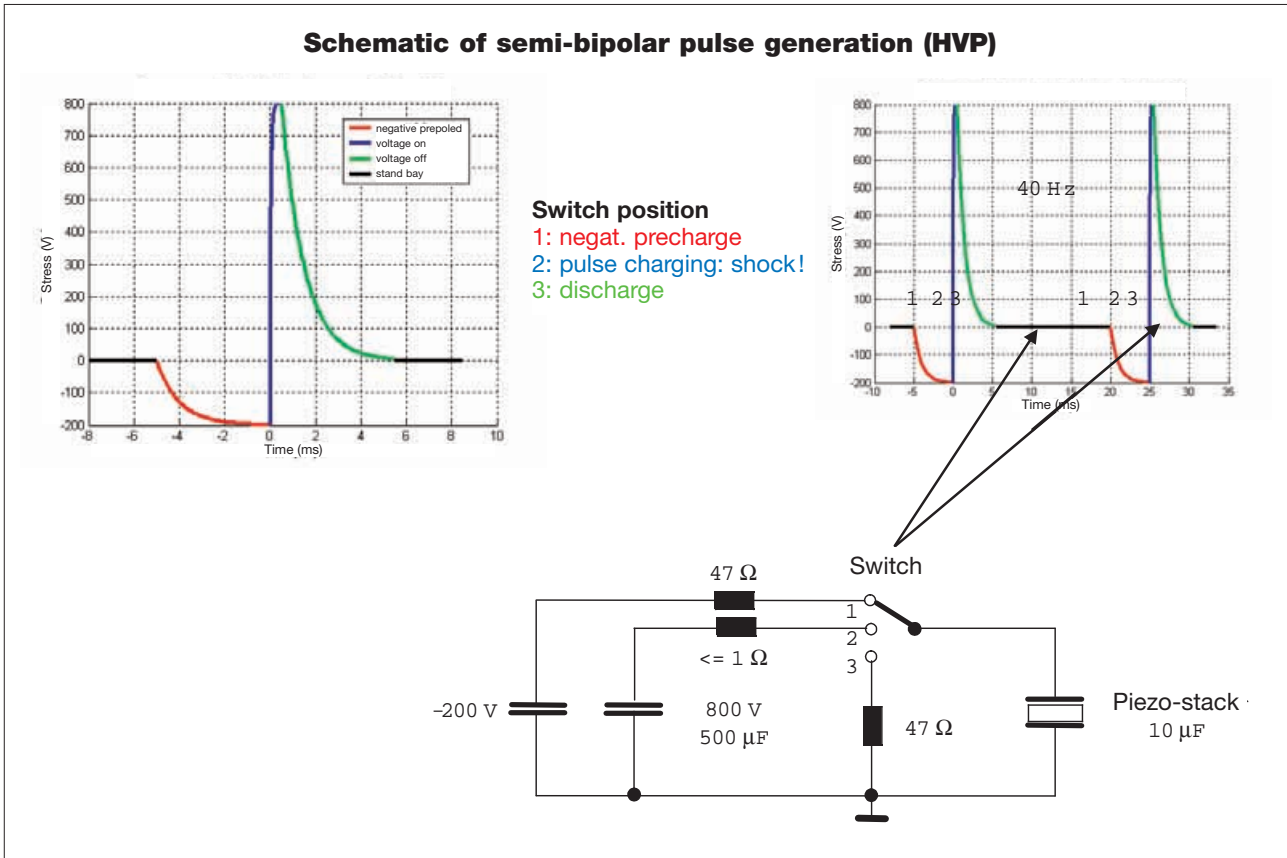 Schematic of semi-bipolar pulse generation (HVP)
Stress (V)
800
700
600
500
400
300
200
100
0
-100
-200
-8
-6
-4
-2
0
2
4
6
8
10
Time (ms)
negative prepoled
voltage on
voltage off
stand bay
Switch position
1: negat. precharge
2: pulse charging: shock!
3: discharge
Stress (V)
800
700
600
500
400
300
200
100
0
-100
-200
40 Hz
1 2 3
1 2 3
-10
-5
0
5
10
15
20
25
30
35
Time (ms)
Switch
47 Ω
1
2
<= 1 Ω
3
-200 V
800 V
500 µF
47 Ω
Piezo-stack
10 µF